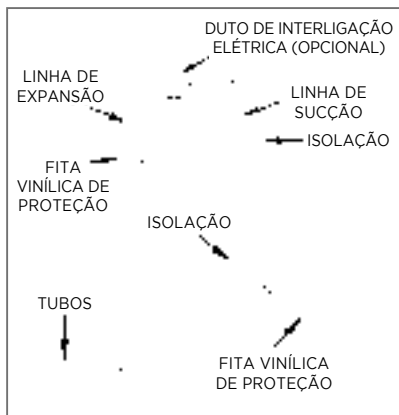 DUTO DE INTERLIGAÇÃO
ELÉTRICA (OPCIONAL)
LINHA DE
EXPANSÃO
LINHA DE
SUCÇÃO
ISOLAÇÃO
FITA
VINÍLICA DE
PROTEÇÃO
ISOLAÇÃO
TUBOS
FITA VINÍLICA
DE PROTEÇÃO